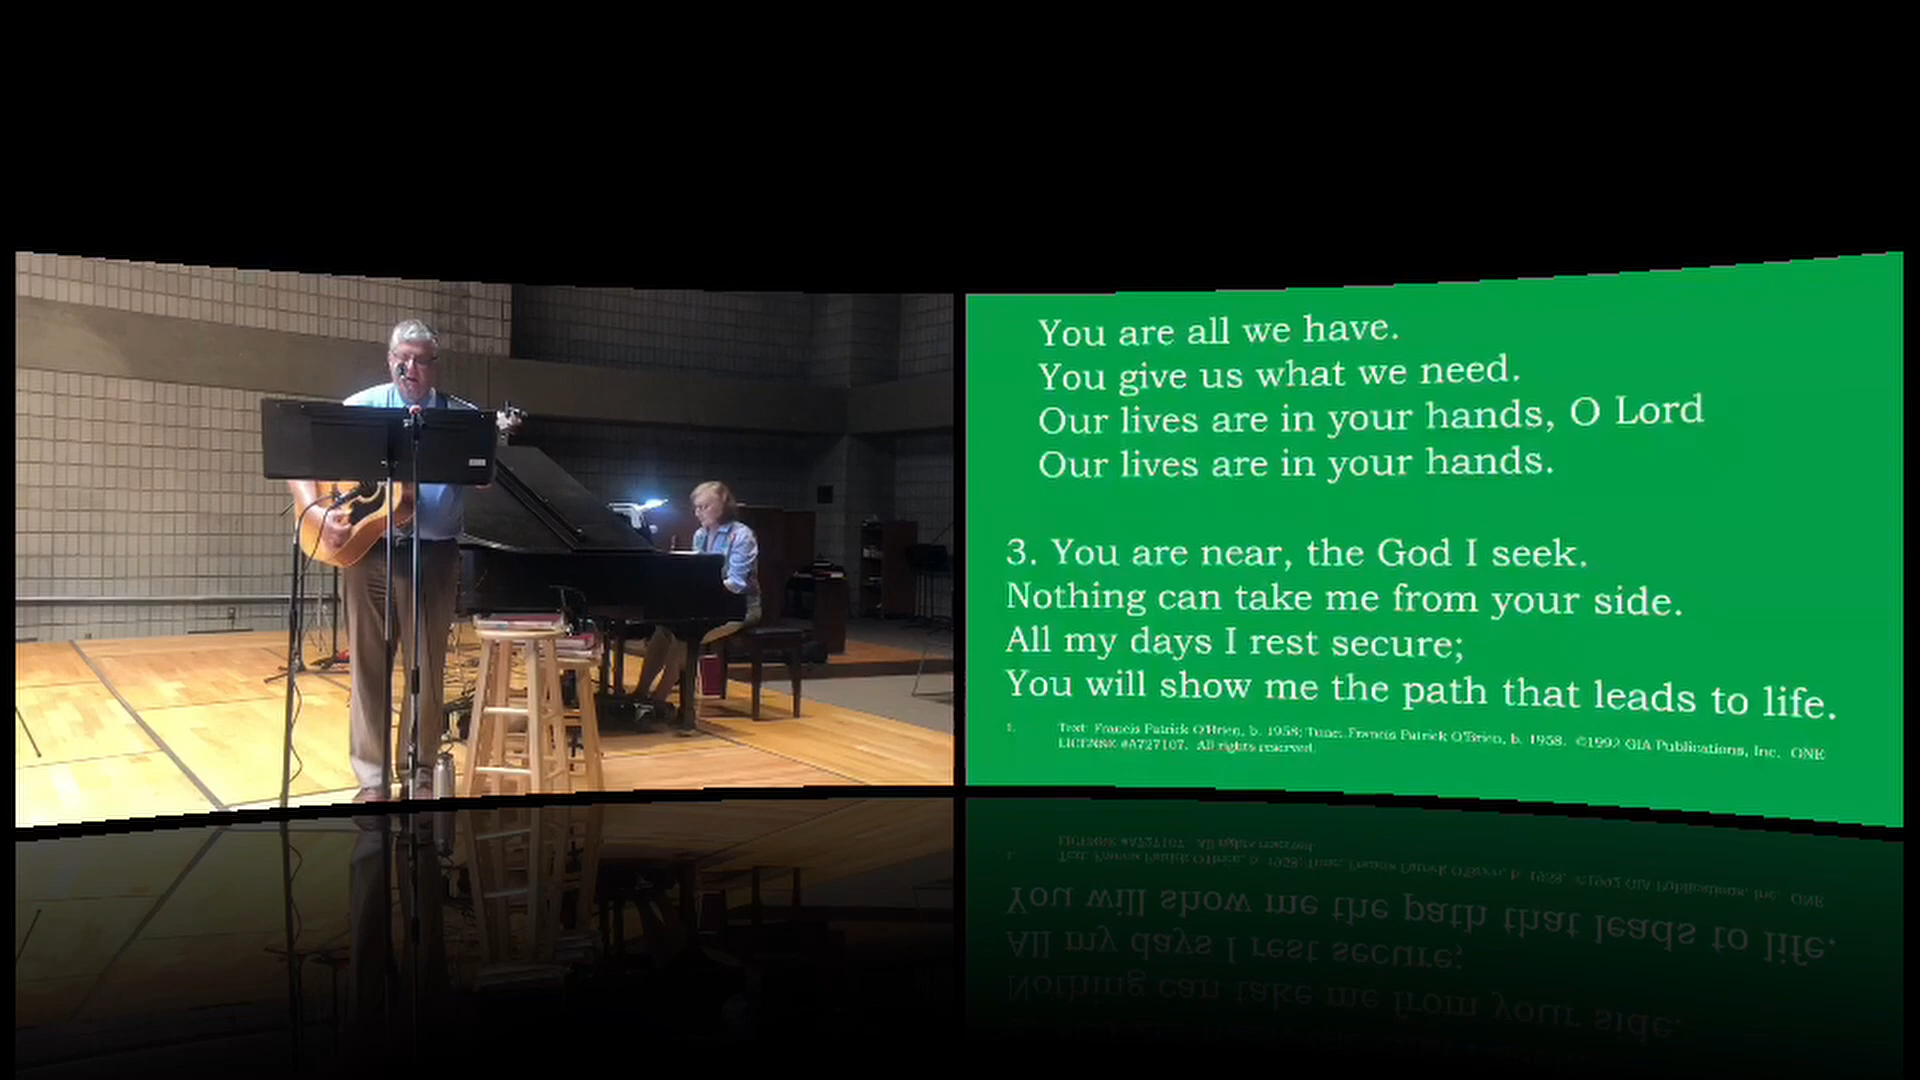 You are all we have.
You give us what we need.
Our lives are in your hands, O Lord
Our lives are in your hands.
3. You are near, the God I seek.
Nothing can take me from your side.
All my days I rest secure;
You will show me the path that leads to life.
1. Text: Francis Patrick O'Brien, b. 1958; Tune: Francis Patrick O'Brien, b. 1958. ©1992 GIA Publications, Inc. ONE
LICENSE #A727107. All rights reserved.